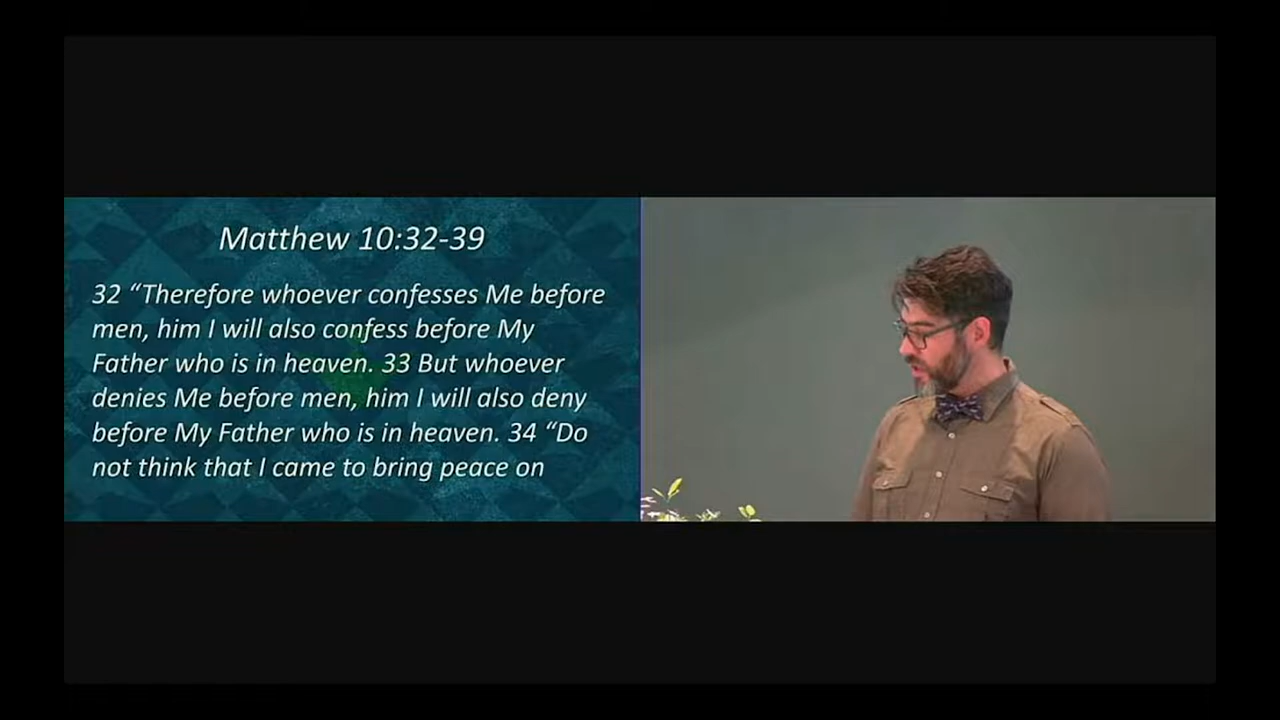 Matthew 10:32-39
32 “Therefore whoever confesses Me before
men, him I will also confess before My
Father who is in heaven. 33 But whoever
denies Me before men, him I will also deny
before My Father who is in heaven. 34 “Do
not think that I came to bring peace on